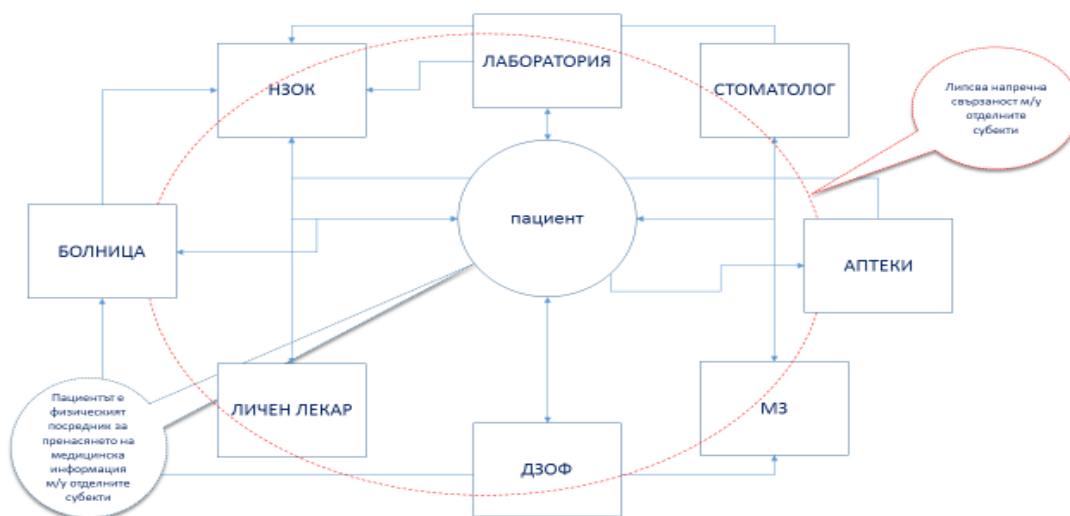 ЛАБОРАТОРИЯ
НЗОК
СТОМАТОЛОГ
Липсва напречна
свързаност м/у
отделните
субекти
пациент
БОЛНИЦА
АПТЕКИ
ЛИЧЕН ЛЕКАР
МЗ
Пациентът е
физическият
посредник за
пренасянето на
медицинска
информация
м/у отделните
субекти
ДЗОФ